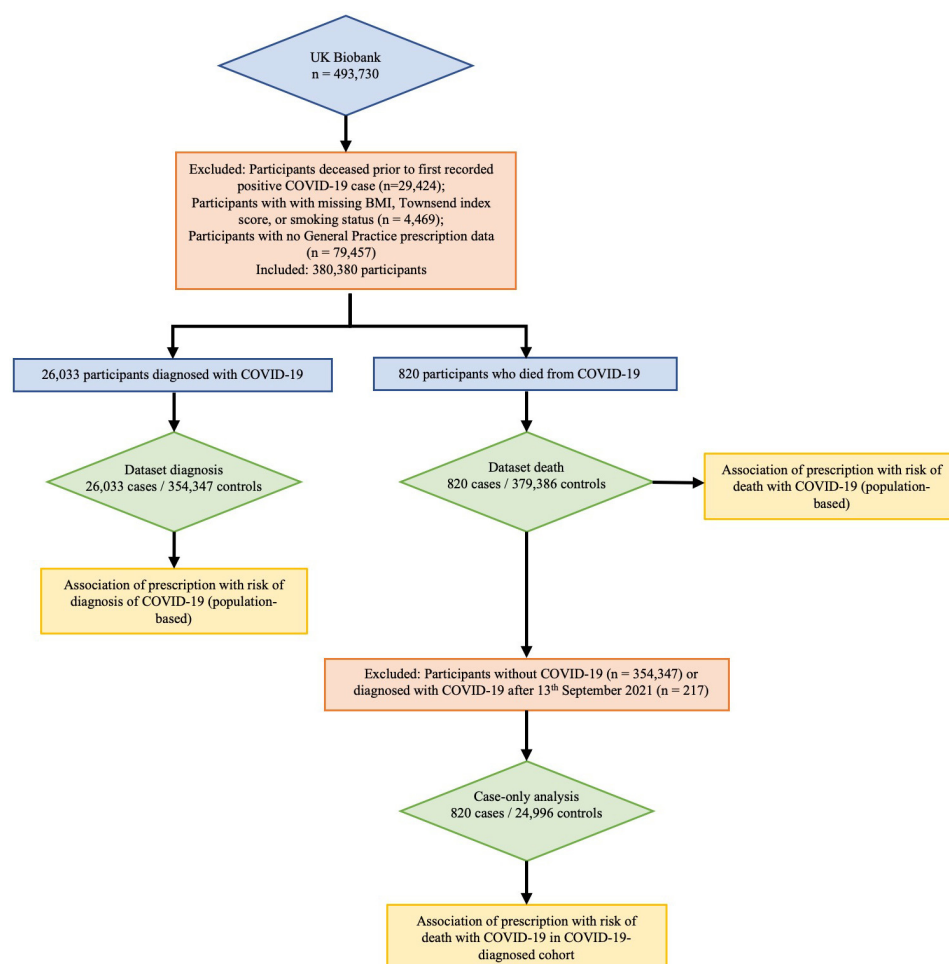 UK Biobank
n = 493,730
Excluded: Participants deceased prior to first recorded
positive COVID-19 case (n=29,424);
Participants with with missing BMI, Townsend index
score, or smoking status (n = 4,469);
Participants with no General Practice prescription data
(n = 79,457)
Included: 380,380 participants
26,033 participants diagnosed with COVID-19
820 participants who died from COVID-19
Dataset diagnosis
26,033 cases / 354,347 controls
Dataset death
820 cases / 379,386 controls
Association of prescription with risk of
death with COVID-19 (population-
based)
Association of prescription with risk of
diagnosis of COVID-19 (population-
based)
Excluded: Participants without COVID-19 (n = 354,347) or
diagnosed with COVID-19 after 13th September 2021 (n = 217)
Case-only analysis
820 cases / 24,996 controls
Association of prescription with risk of
death with COVID-19 in COVID-19-
diagnosed cohort